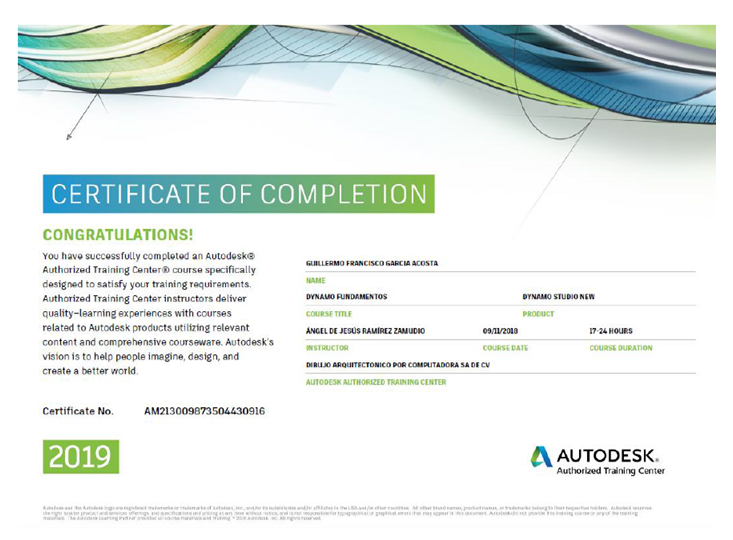 CERTIFICATE OF COMPLETION
CONGRATULATIONS!
You have successfully completed an Autodesk®
Authorized Training Center® course specifically
designed to satisfy your training requirements.
Authorized Training Center instructors deliver
quality-learning experiences with courses
related to Autodesk products utilizing relevant
content and comprehensive courseware. Autodesk's
vision is to help people imagine, design, and
create a better world.
Certificate No. AM213009873504430916
2019
GUILLERMO FRANCISCO GARCIA ACOSTA
NAME
DYNAMO FUNDAMENTOS DYNAMO STUDIO NEW
COURSE TITLE PRODUCT
ÁNGEL DE JESÚS RAMÍREZ ZAMUDIO 09/11/2018 17-24 HOURS
INSTRUCTOR COURSE DATE COURSE DURATION
DIBUJO ARQUITECTONICO POR COMPUTADORA SA DE CV
AUTODESK AUTHORIZED TRAINING CENTER
AUTODESK®
Authorized Training Center